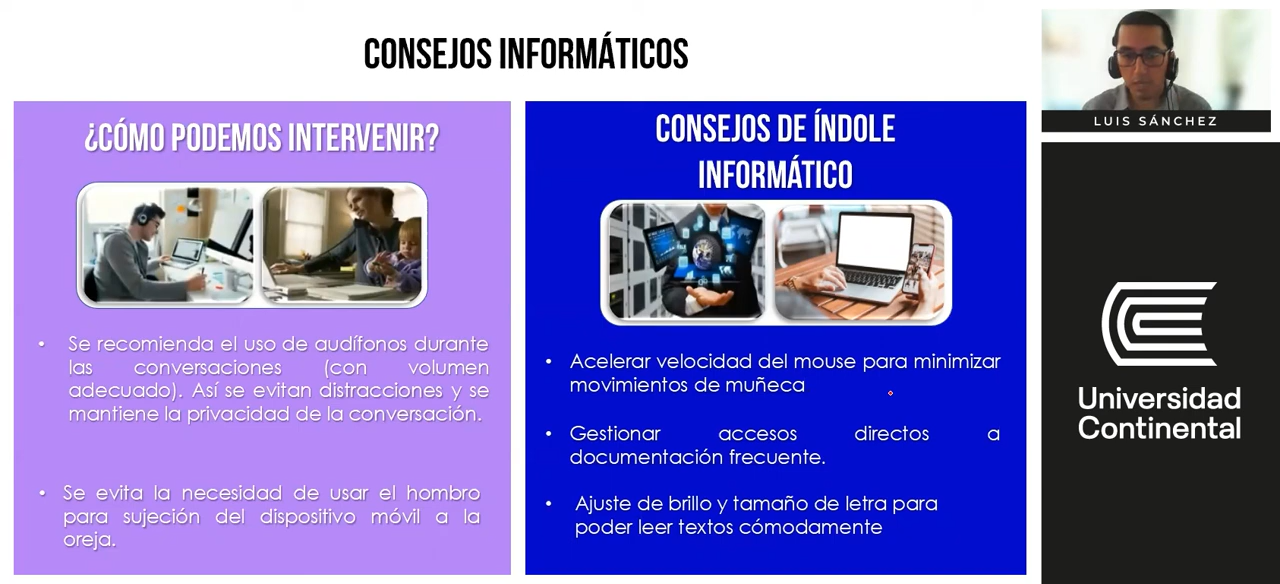 CONSEJOS INFORMÁTICOS
¿CÓMO PODEMOS INTERVENIR?
• Se recomienda el uso de audífonos durante
las conversaciones (con volumen
adecuado). Así se evitan distracciones y se
mantiene la privacidad de la conversación.
• Se evita la necesidad de usar el hombro
para sujeción del dispositivo móvil a la
oreja.
CONSEJOS DE ÍNDOLE
INFORMÁTICO
• Acelerar velocidad del mouse para minimizar
movimientos de muñeca
• Gestionar accesos directos a
documentación frecuente.
• Ajuste de brillo y tamaño de letra para
poder leer textos cómodamente
LUIS SÁNCHEZ
Universidad
Continental